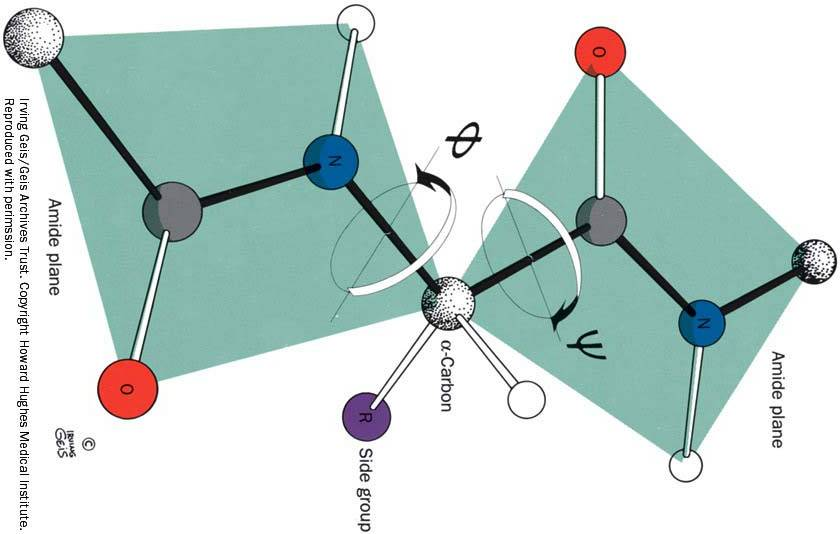 O
N
ϕ
Ψ
N
O
R
α-Carbon
Side group
Amide plane
Amide plane
© IRVING
GEIS
Irving Geis/Geis Archives Trust. Copyright Howard Hughes Medical Institute.
Reproduced with perimssion.